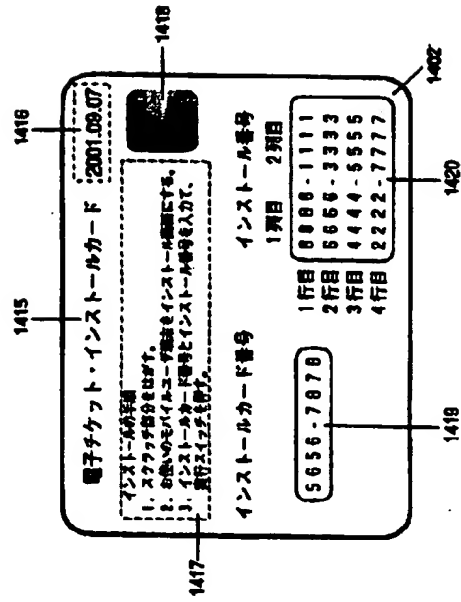 1415
1416
1418
電子チケット・インストールカード
2001.09.07
インストールの手順
1. スクラッチ部分をはがす。
2. お使いのモバイルユーザ端末をインストール画面にする。
3. インストールカード番号とインストール番号を入力て、
実行スイッチを押す。
1417
インストールカード番号
インストール番号
1列目 2列目
5656-7878
1行目 8888-1111
2行目 6666-3333
3行目 4444-5555
4行目 2222-7777
1402
1419
1420